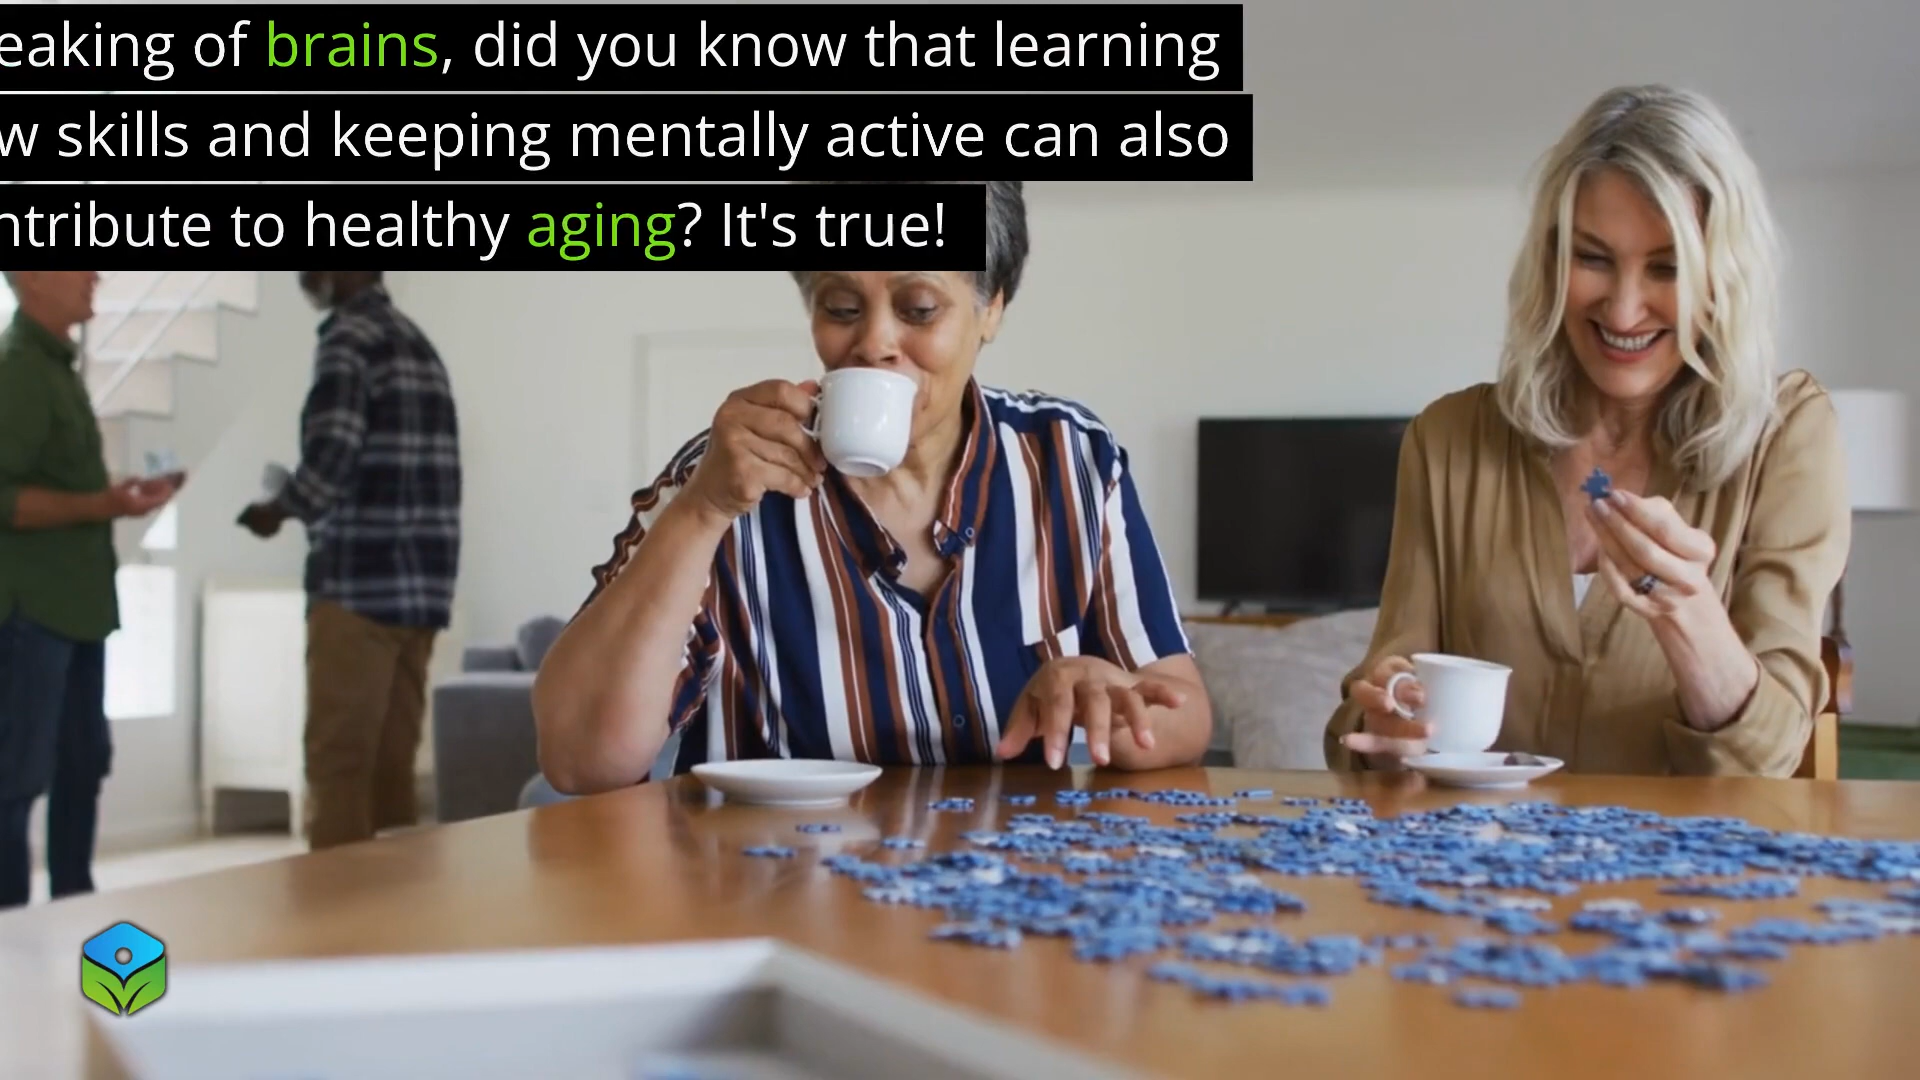 eaking of brains, did you know that learning
w skills and keeping mentally active can also
ntribute to healthy aging? It's true!